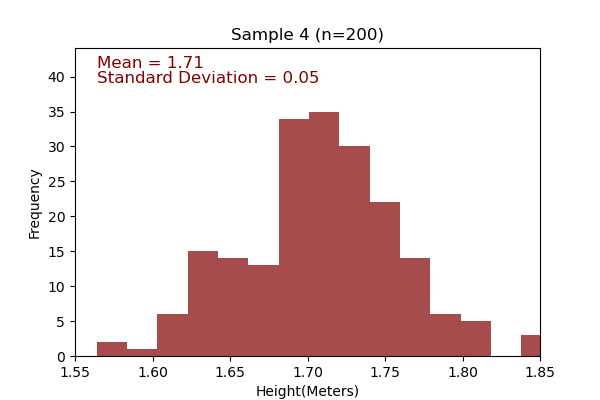 Sample 4 (n=200)
Mean = 1.71
Standard Deviation = 0.05
40
35
30
25
20
15
10
5
0
Frequency
1.55 1.60 1.65 1.70 1.75 1.80 1.85
Height(Meters)